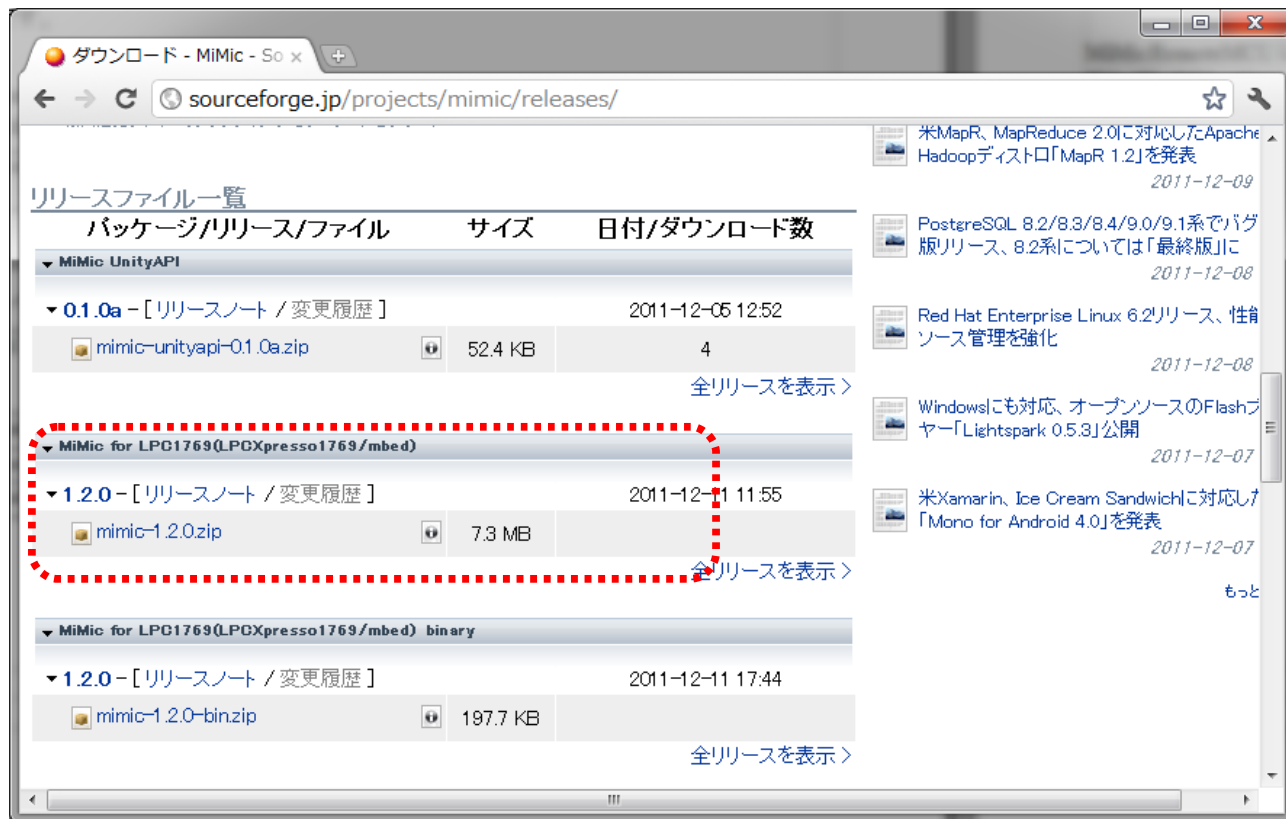 ダウンロード - MiMic - So
sourceforge.jp/projects/mimic/releases/
リリースファイル一覧
パッケージ/リリース/ファイル サイズ 日付/ダウンロード数
MiMic UnityAPI
0.1.0a - [ リリースノート / 変更履歴 ] 2011-12-05 12:52
mimic-unityapi-0.1.0a.zip 52.4 KB 4
全リリースを表示 >
MiMic for LPC1769(LPCXpresso1769/mbed)
1.2.0 - [ リリースノート / 変更履歴 ] 2011-12-11 11:55
mimic-1.2.0.zip 7.3 MB
全リリースを表示 >
MiMic for LPC1769(LPCXpresso1769/mbed) binary
1.2.0 - [ リリースノート / 変更履歴 ] 2011-12-11 17:44
mimic-1.2.0-bin.zip 197.7 KB
全リリースを表示 >
米MapR、MapReduce 2.0に対応したApache
Hadoopディストロ「MapR 1.2」を発表
2011-12-09
PostgreSQL 8.2/8.3/8.4/9.0/9.1系でバグ
版リリース、8.2系については「最終版」に
2011-12-08
Red Hat Enterprise Linux 6.2リリース、性能
ソース管理を強化
2011-12-08
Windowsにも対応、オープンソースのFlashプ
ヤー「Lightspark 0.5.3」公開
2011-12-07
米Xamarin、Ice Cream Sandwichに対応した
「Mono for Android 4.0」を発表
2011-12-07
もっと